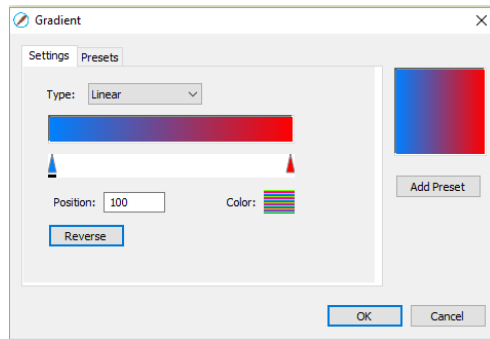 Gradient
Settings Presets
Type: Linear
Add Preset
Position: 100 Color:
Reverse
OK Cancel